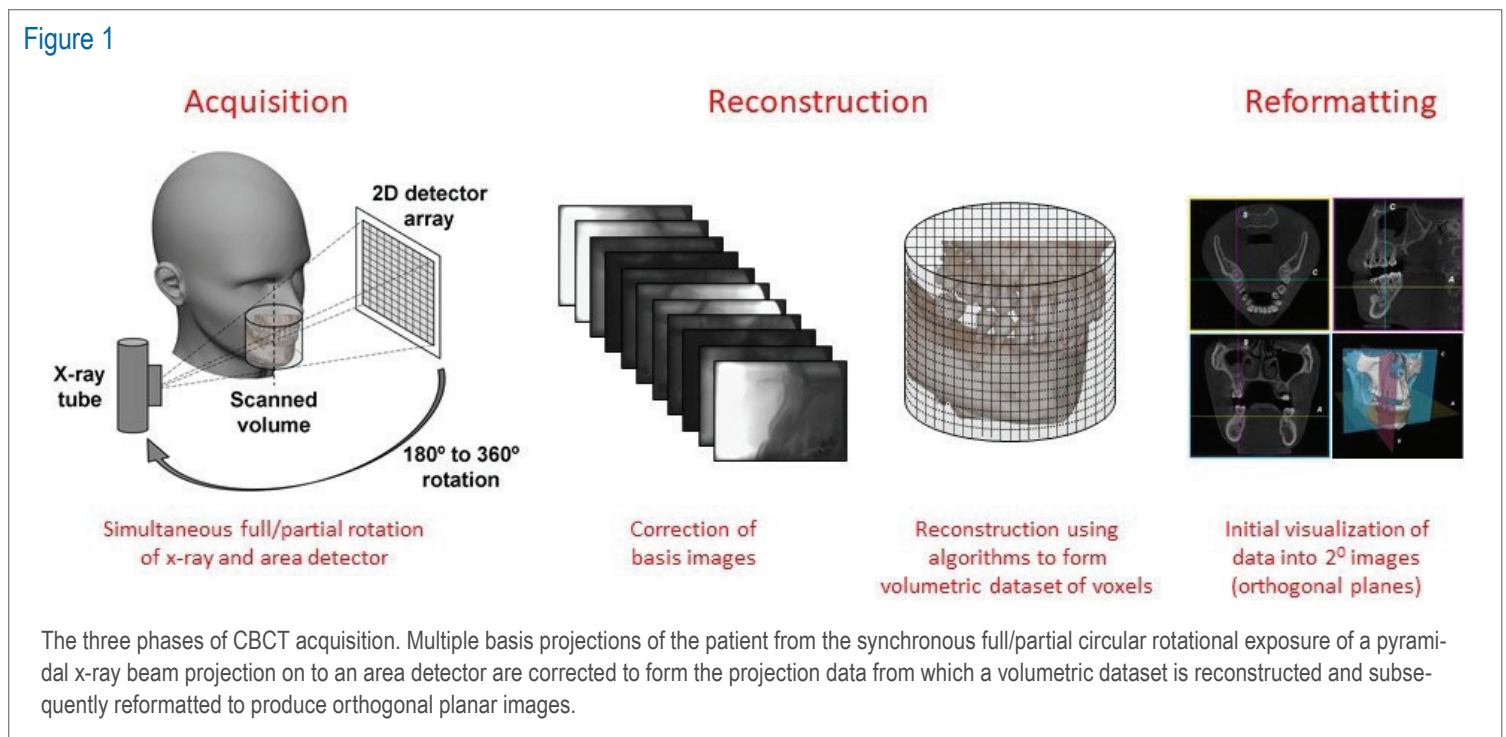 Figure 1
Acquisition
Reconstruction
Reformatting
2D detector
array
X-ray
tube
Scanned
volume
180º to 360º
rotation
Simultaneous full/partial rotation
of x-ray and area detector
Correction of
basis images
Reconstruction using
algorithms to form
volumetric dataset of voxels
S
C
C
A
S
A
C
A
S
Initial visualization of
data into 2⁰ images
(orthogonal planes)
The three phases of CBCT acquisition. Multiple basis projections of the patient from the synchronous full/partial circular rotational exposure of a pyrami-
dal x-ray beam projection on to an area detector are corrected to form the projection data from which a volumetric dataset is reconstructed and subse-
quently reformatted to produce orthogonal planar images.